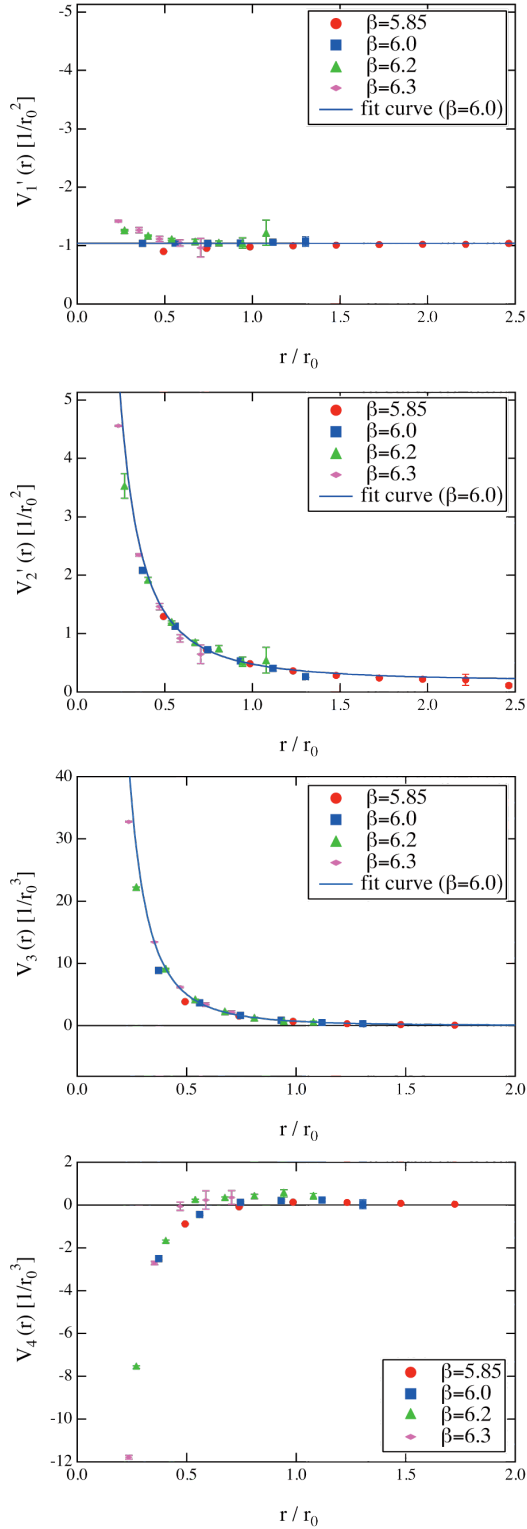 -5
-4
-3
-2
-1
0
V₁'(r) [1/r₀²]
β=5.85
β=6.0
β=6.2
β=6.3
fit curve (β=6.0)
0.0 0.5 1.0 1.5 2.0 2.5
r / r₀
5
4
3
2
1
0
V₂'(r) [1/r₀²]
β=5.85
β=6.0
β=6.2
β=6.3
fit curve (β=6.0)
0.0 0.5 1.0 1.5 2.0 2.5
r / r₀
40
30
20
10
0
V₃(r) [1/r₀³]
β=5.85
β=6.0
β=6.2
β=6.3
fit curve (β=6.0)
0.0 0.5 1.0 1.5 2.0
r / r₀
2
0
-2
-4
-6
-8
-10
-12
V₄(r) [1/r₀³]
β=5.85
β=6.0
β=6.2
β=6.3
0.0 0.5 1.0 1.5 2.0
r / r₀